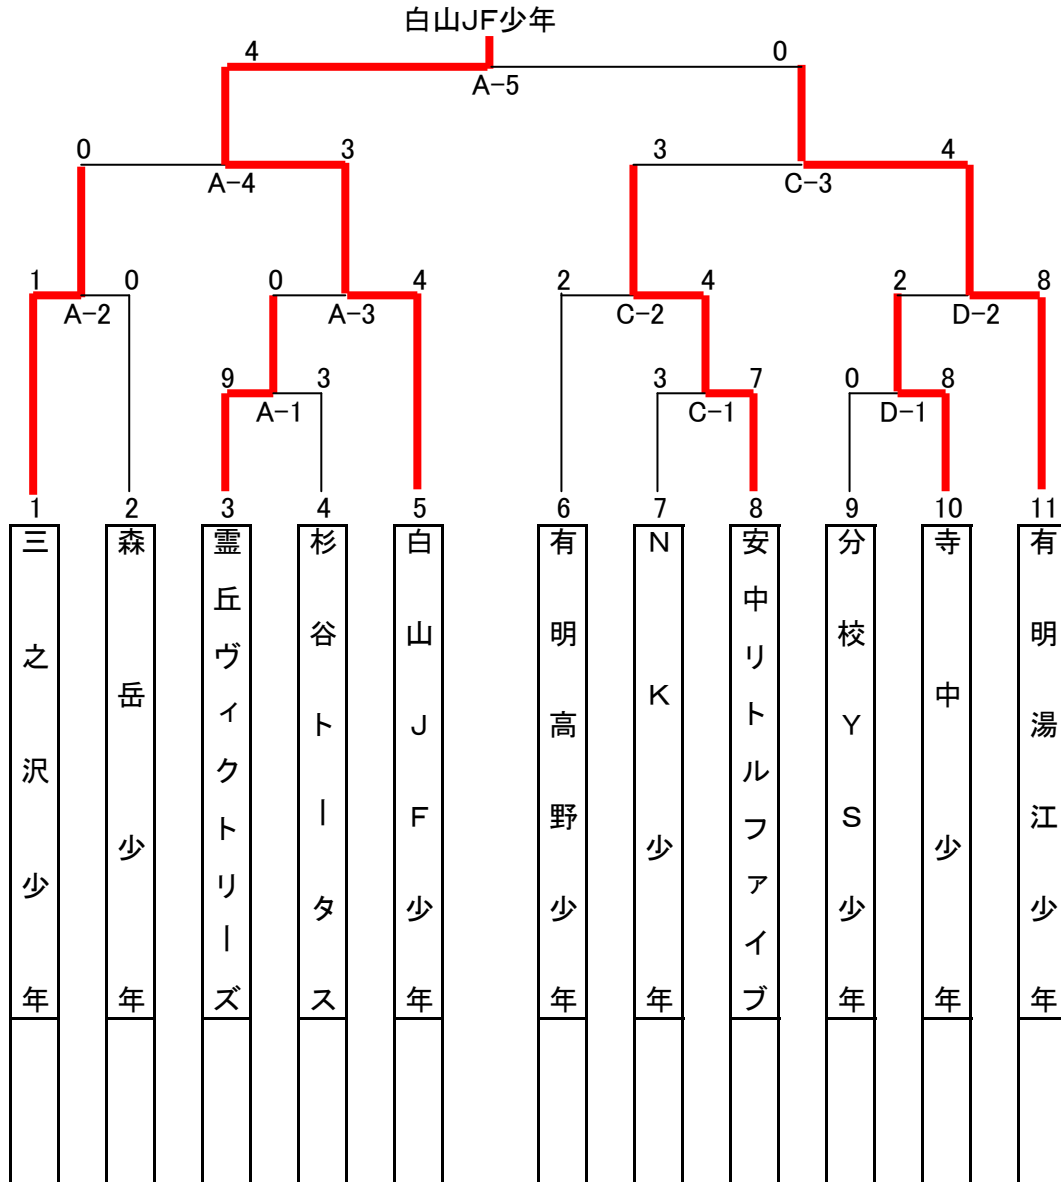 白山JF少年
4 0
A-5
0 3 3 4
A-4 C-3
1 0 0 4 2 4 2 8
A-2 A-3 C-2 D-2
9 3 3 7 0 8
A-1 C-1 D-1
1 2 3 4 5 6 7 8 9 10 11
三之沢少年
森岳少年
霊丘ヴィクトリーズ
杉谷トータス
白山JF少年
有明高野少年
NK少年
安中リトルファイブ
分校YS少年
寺中少年
有明湯江少年